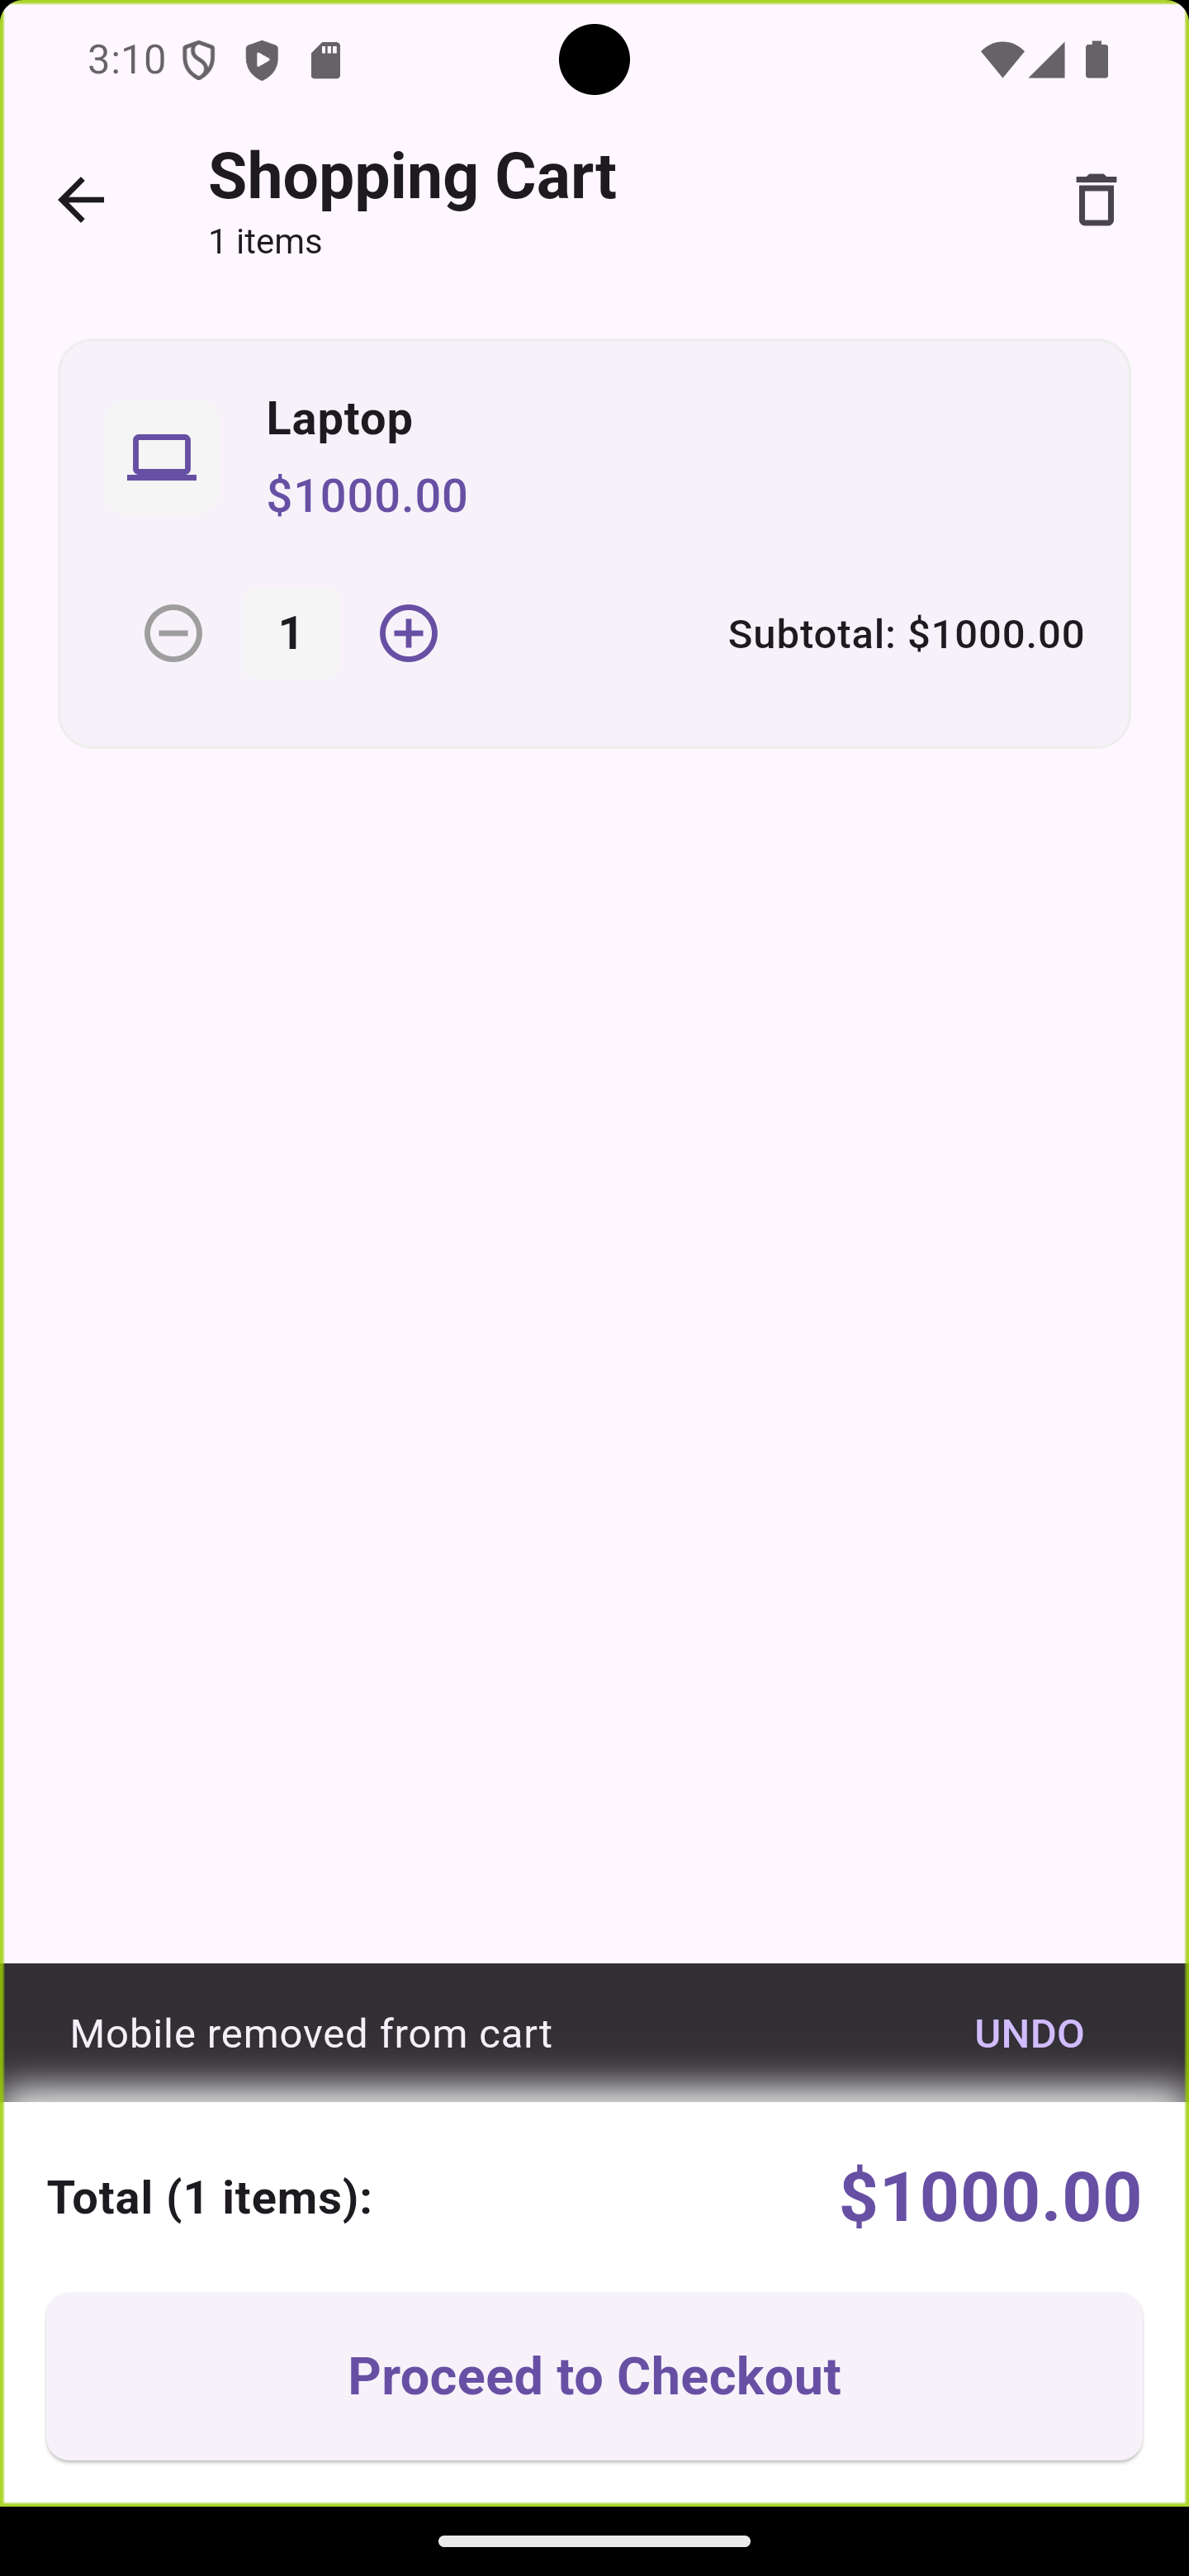 3:10
Shopping Cart
1 items
Laptop
$1000.00
1
Subtotal: $1000.00
Mobile removed from cart
UNDO
Total (1 items):
$1000.00
Proceed to Checkout